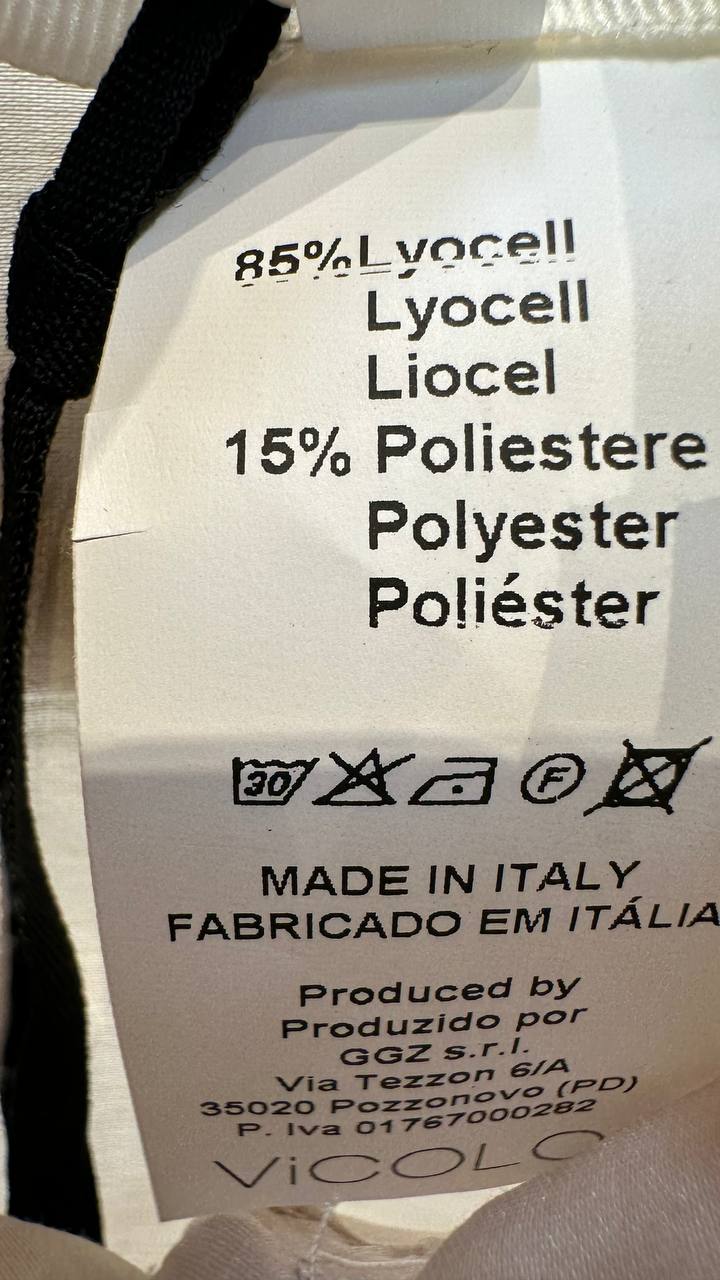 85%Lyocell
Lyocell
Liocel
15% Poliestere
Polyester
Poliéster
30 F
MADE IN ITALY
FABRICADO EM ITÁLIA
Produced by
Produzido por
GGZ s.r.l.
Via Tezzon 6/A
35020 Pozzonovo (PD)
P. Iva 01767000282
ViCOLO